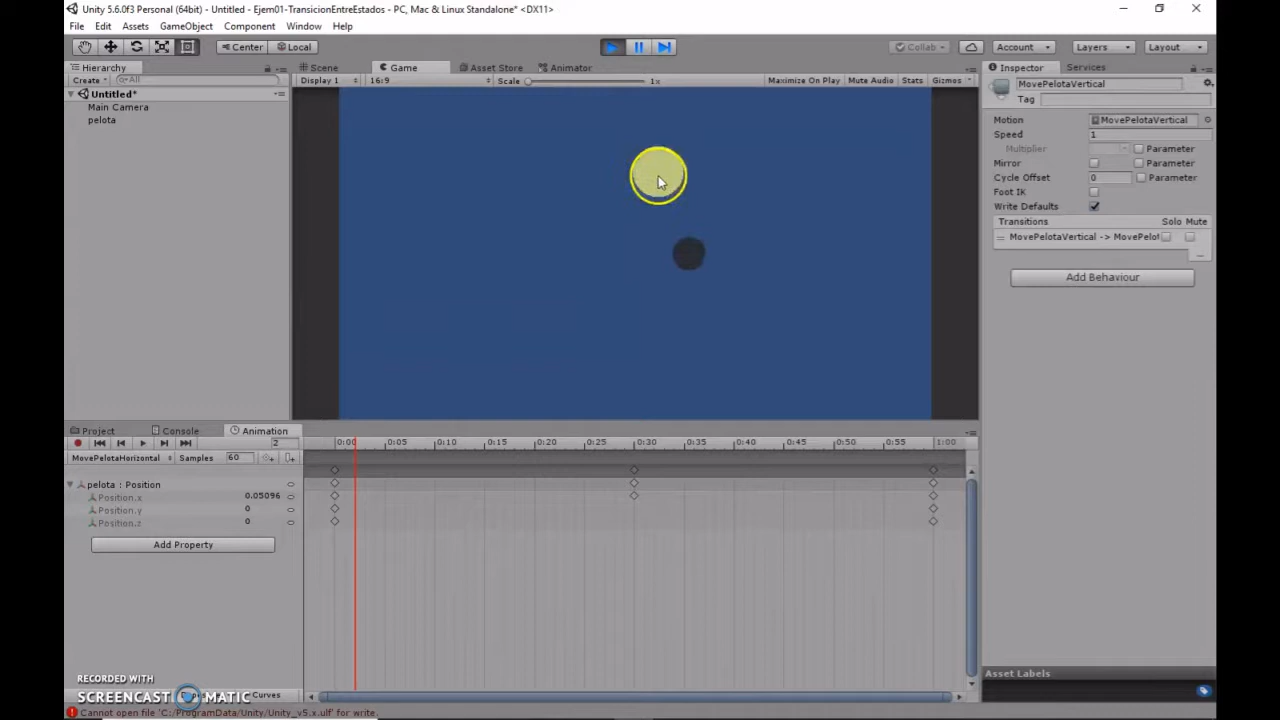 Unity 5.6.0f3 Personal (64bit) - Untitled - Ejem01-TransicionEntreEstados - PC, Mac & Linux Standalone* <DX11>
File Edit Assets GameObject Component Window Help
Center Local Collab Account Layers Layout
Hierarchy Scene Game Asset Store Animator Inspector Services
Create All Display 1 16:9 Scale 1x Maximize On Play Mute Audio Stats Gizmos
MovePelotaVertical
Untitled*
Tag
Main Camera
pelota
Motion MovePelotaVertical
Speed 1
Multiplier Parameter
Mirror Parameter
Cycle Offset 0 Parameter
Foot IK
Write Defaults
Transitions Solo Mute
MovePelotaVertical -> MovePelot
Add Behaviour
Project Console Animation
2 0:00 0:05 0:10 0:15 0:20 0:25 0:30 0:35 0:40 0:45 0:50 0:55 1:00
MovePelotaHorizontal Samples 60
pelota : Position
Position.x 0.05096
Position.y 0
Position.z 0
Add Property
Asset Labels
RECORDED WITH
SCREENCAST MATIC
Curves
Cannot open file 'C:/ProgramData/Unity/Unity_v5.x.ulf' for write.